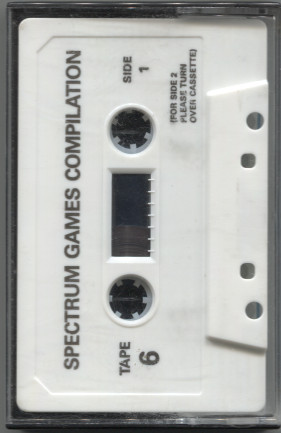 SPECTRUM GAMES COMPILATION
TAPE
6
SIDE
1
(FOR SIDE 2
PLEASE TURN
OVER CASSETTE)